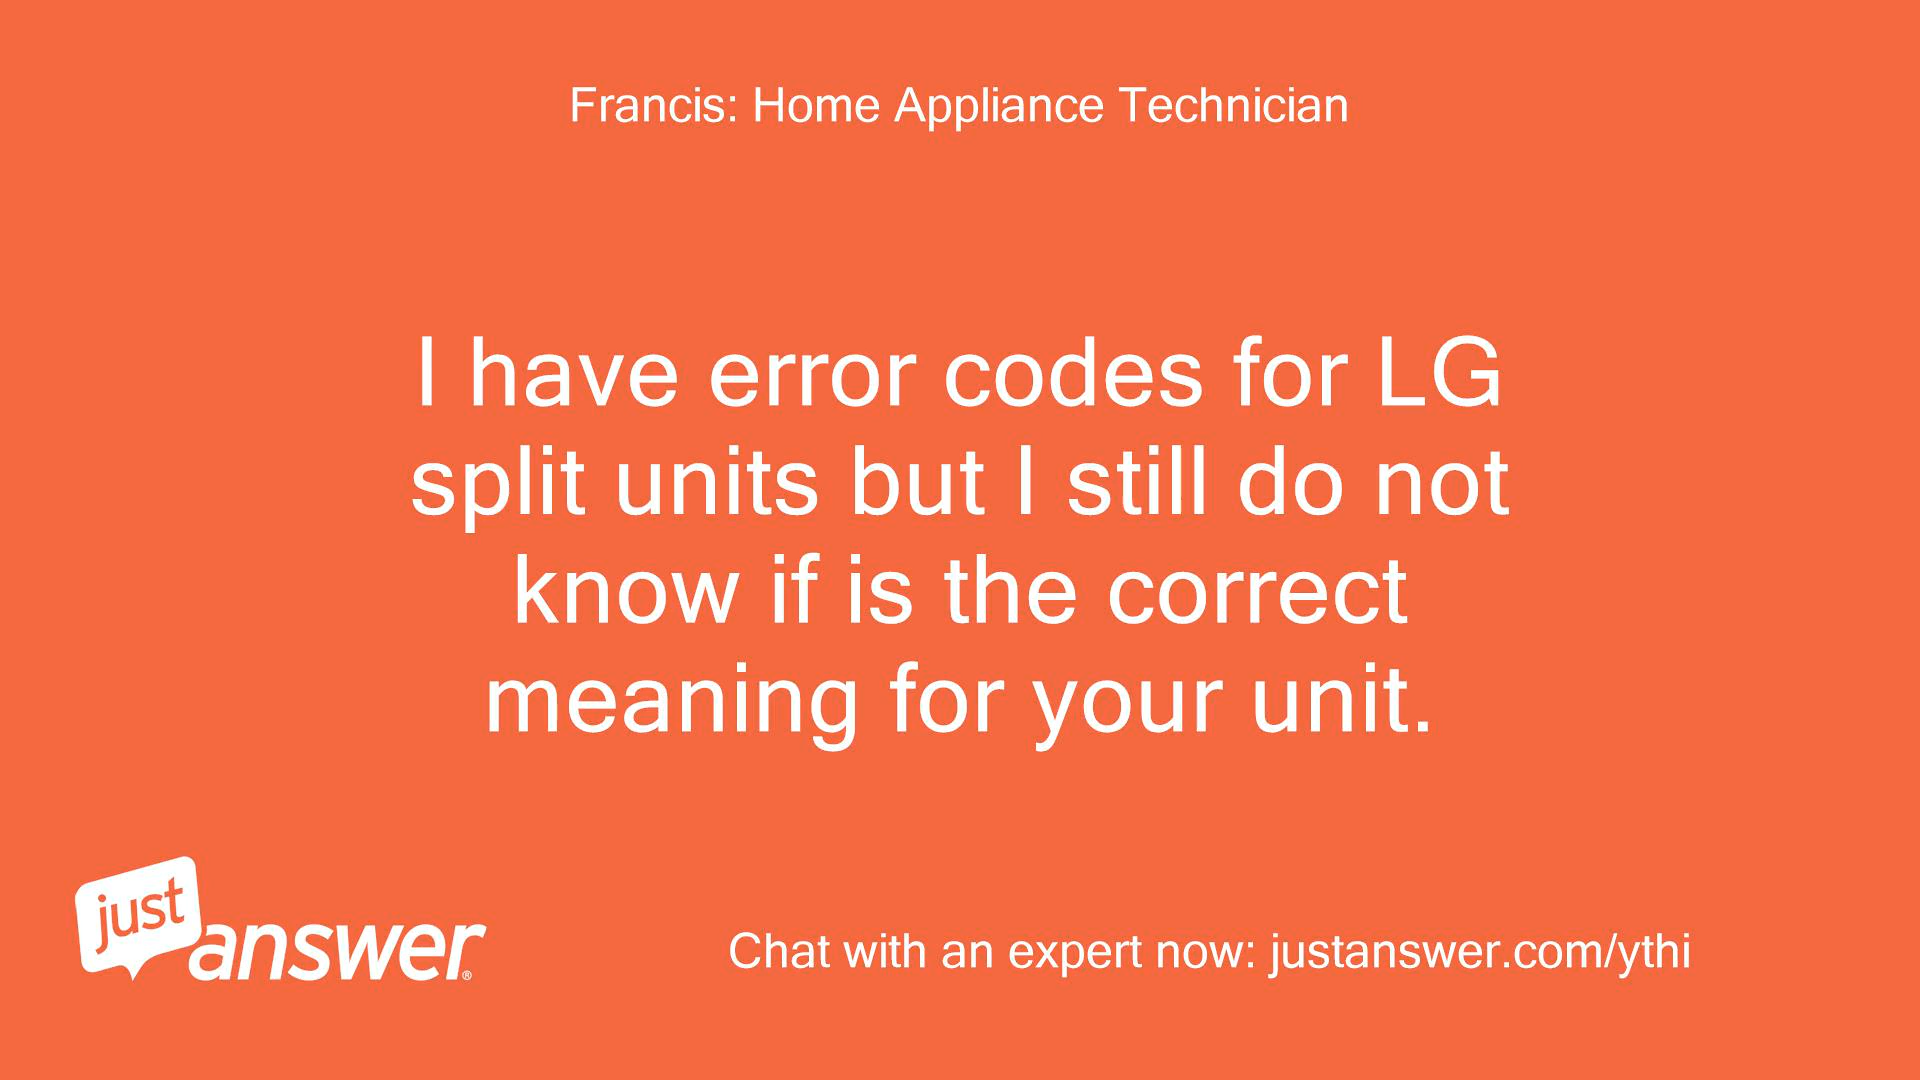 Francis: Home Appliance Technician
I have error codes for LG
split units but I still do not
know if is the correct
meaning for your unit.
just
answer®
Chat with an expert now: justanswer.com/ythi